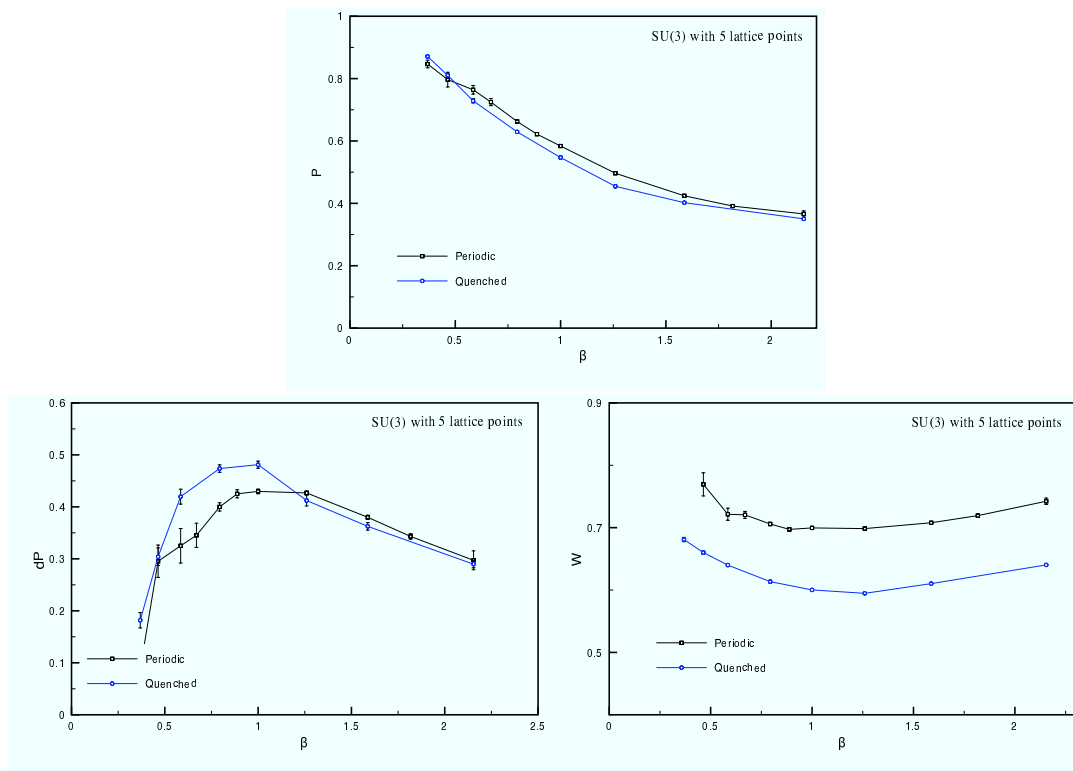 SU(3) with 5 lattice points
1
0.8
0.6
0.4
0.2
0
P
Periodic
Quenched
0 0.5 1 1.5 2
β
SU(3) with 5 lattice points
0.6
0.5
0.4
0.3
0.2
0.1
0
dP
Periodic
Quenched
0 0.5 1 1.5 2 2.5
β
SU(3) with 5 lattice points
0.9
0.7
0.5
W
Periodic
Quenched
0 0.5 1 1.5 2
β